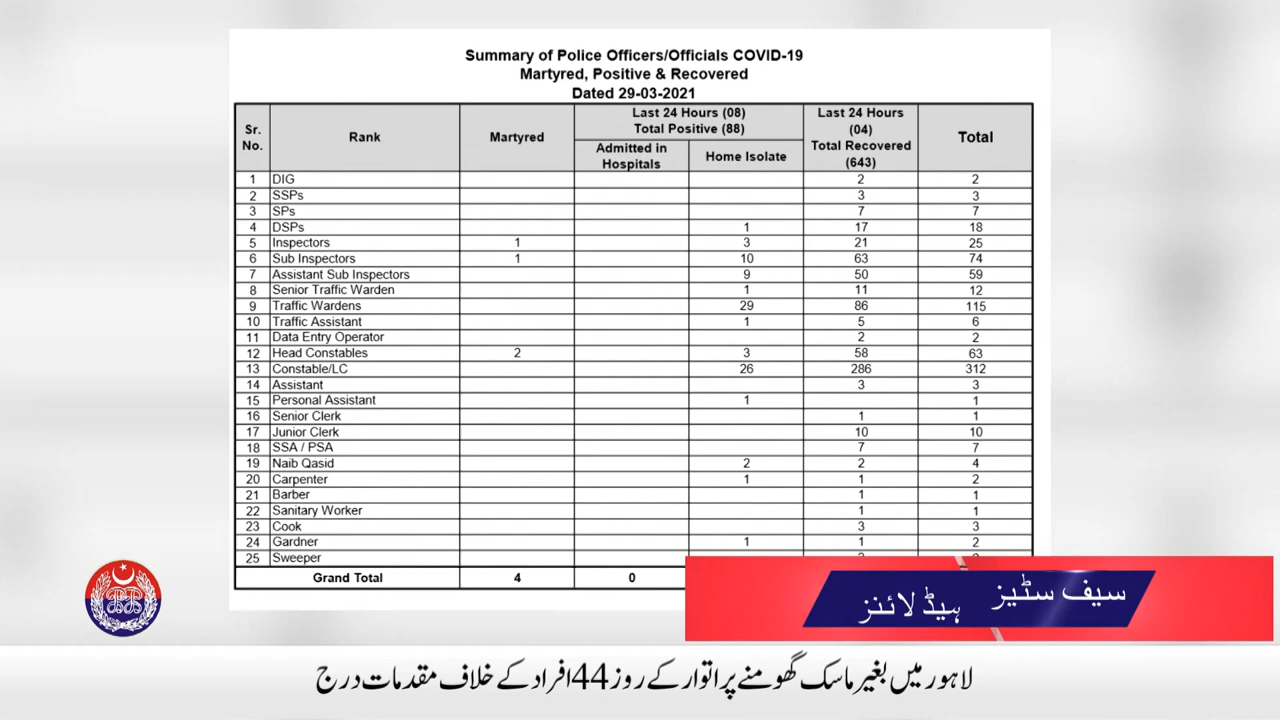 Summary of Police Officers/Officials COVID-19
Martyred, Positive & Recovered
Dated 29-03-2021
Sr. No. Rank Martyred Last 24 Hours (08) Total Positive (88) Last 24 Hours (04) Total Recovered (643) Total
Admitted in Hospitals Home Isolate
1 DIG 2 2
2 SSPs 3 3
3 SPs 7 7
4 DSPs 1 17 18
5 Inspectors 1 3 21 25
6 Sub Inspectors 1 10 63 74
7 Assistant Sub Inspectors 9 50 59
8 Senior Traffic Warden 1 11 12
9 Traffic Wardens 29 86 115
10 Traffic Assistant 1 5 6
11 Data Entry Operator 2 2
12 Head Constables 2 3 58 63
13 Constable/LC 26 286 312
14 Assistant 3 3
15 Personal Assistant 1 1
16 Senior Clerk 1 1
17 Junior Clerk 10 10
18 SSA / PSA 7 7
19 Naib Qasid 2 2 4
20 Carpenter 1 1 2
21 Barber 1 1
22 Sanitary Worker 1 1
23 Cook 3 3
24 Gardner 1 1 2
25 Sweeper
Grand Total 4 0
سیف سٹیز
ہیڈ لائنز
لاہور میں بغیر ماسک گھومنے پر اتوار کے روز 44 افراد کے خلاف مقدمات درج